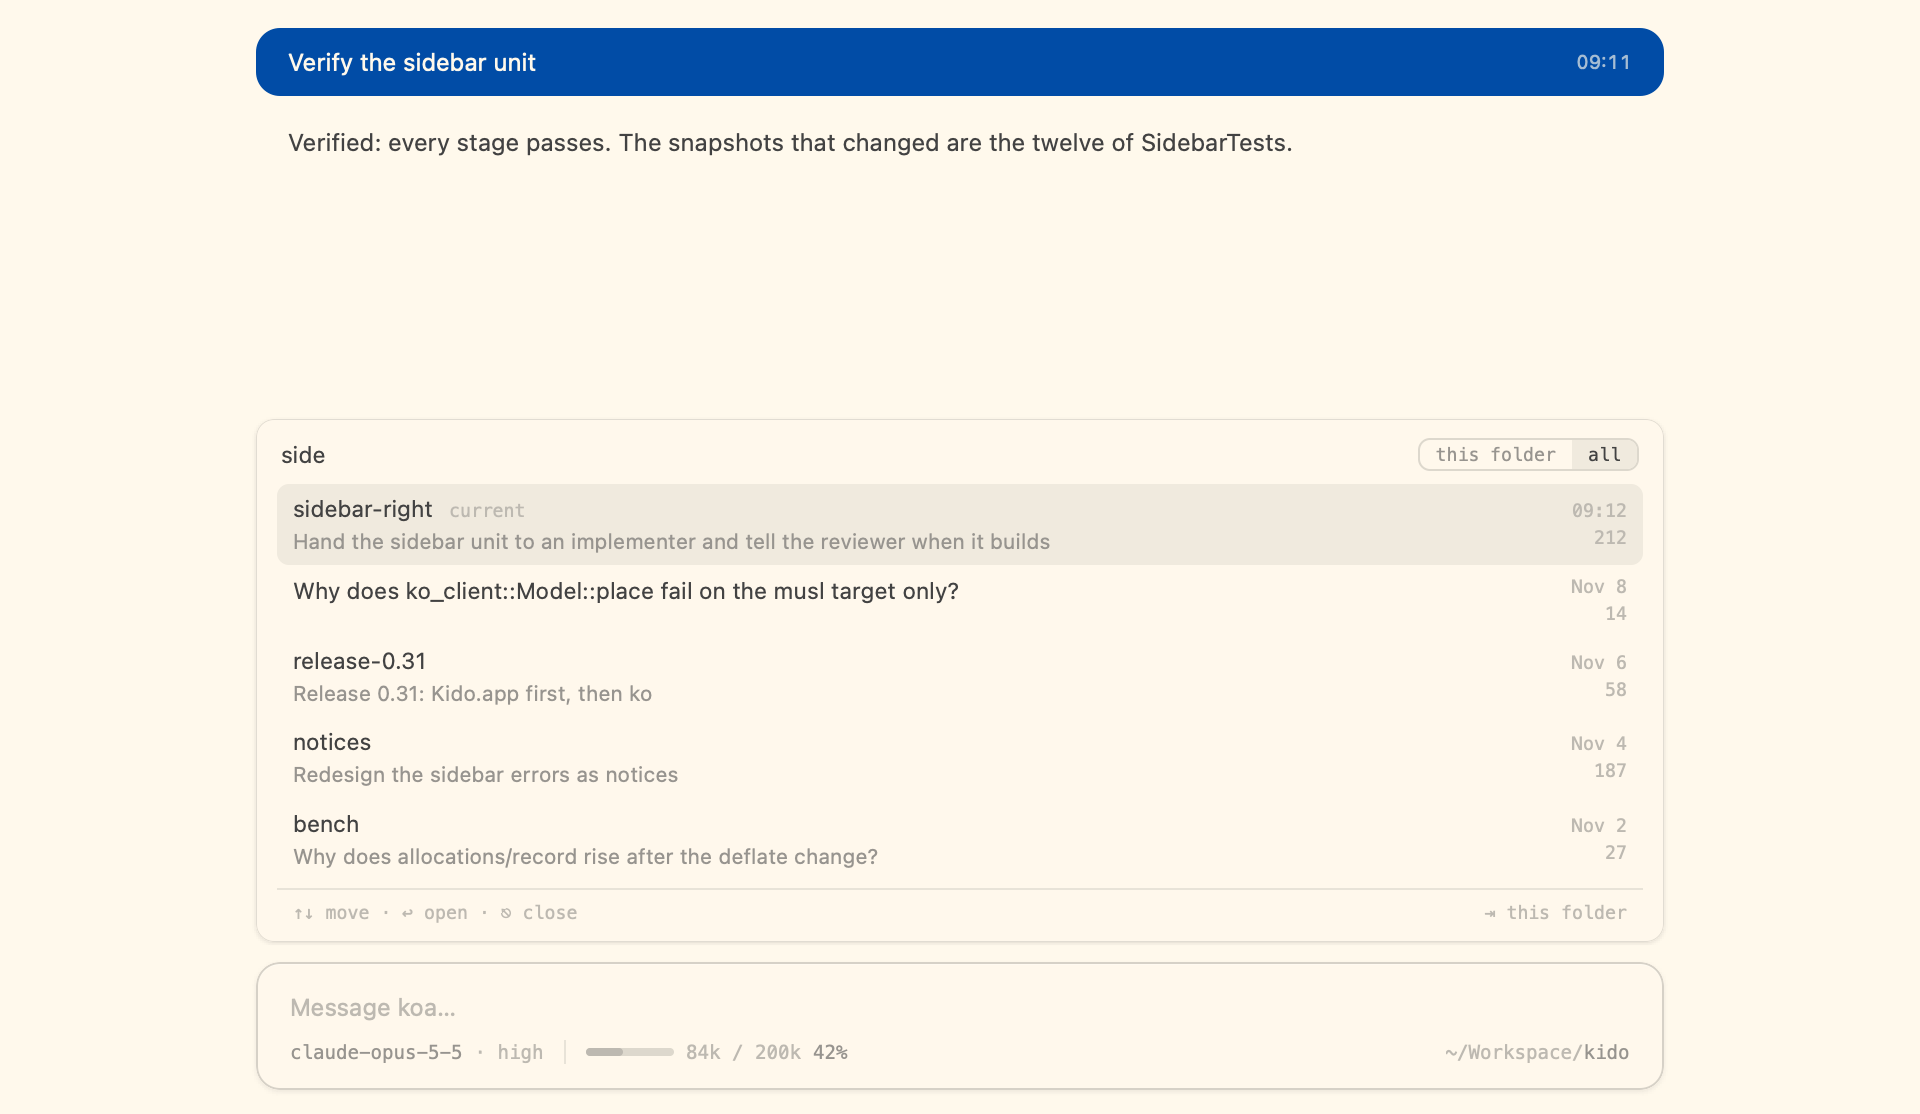 Verify the sidebar unit 09:11
Verified: every stage passes. The snapshots that changed are the twelve of SidebarTests.
side this folder all
sidebar-right current 09:12
Hand the sidebar unit to an implementer and tell the reviewer when it builds 212
Why does ko_client::Model::place fail on the musl target only? Nov 8
14
release-0.31 Nov 6
Release 0.31: Kido.app first, then ko 58
notices Nov 4
Redesign the sidebar errors as notices 187
bench Nov 2
Why does allocations/record rise after the deflate change? 27
↑↓ move · ↩ open · ⎋ close ⇥ this folder
Message koa...
claude-opus-5-5 · high 84k / 200k 42% ~/Workspace/kido